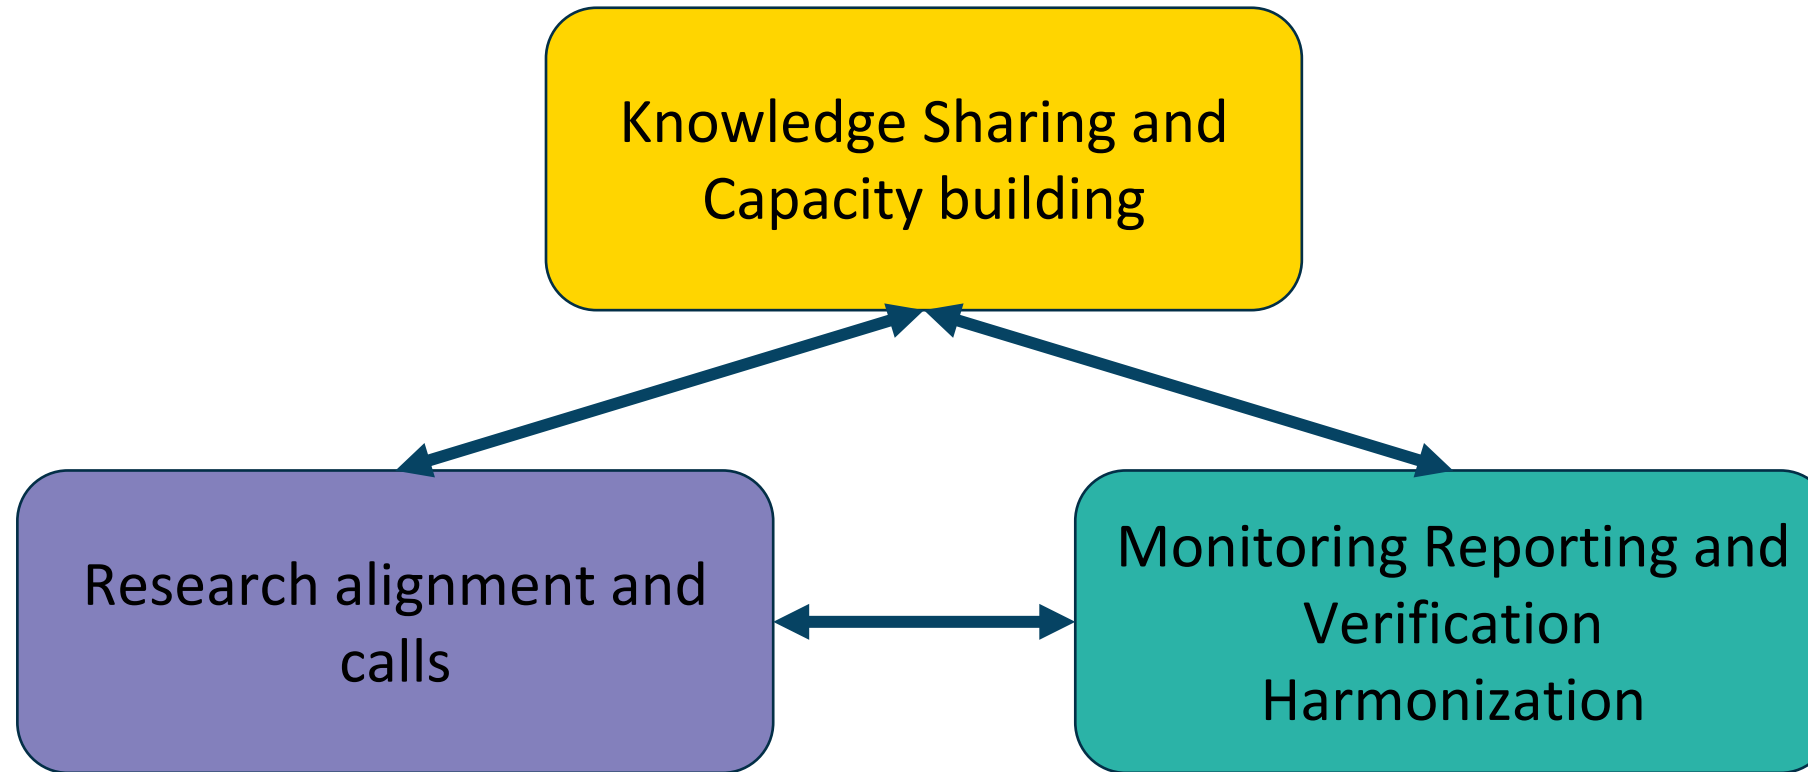 Knowledge Sharing and
Capacity building
Research alignment and
calls
Monitoring Reporting and
Verification
Harmonization